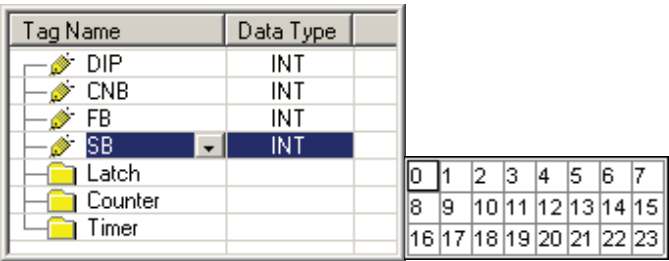 Tag Name Data Type
DIP INT
CNB INT
FB INT
SB INT
Latch
Counter
Timer
0 1 2 3 4 5 6 7
8 9 10 11 12 13 14 15
16 17 18 19 20 21 22 23